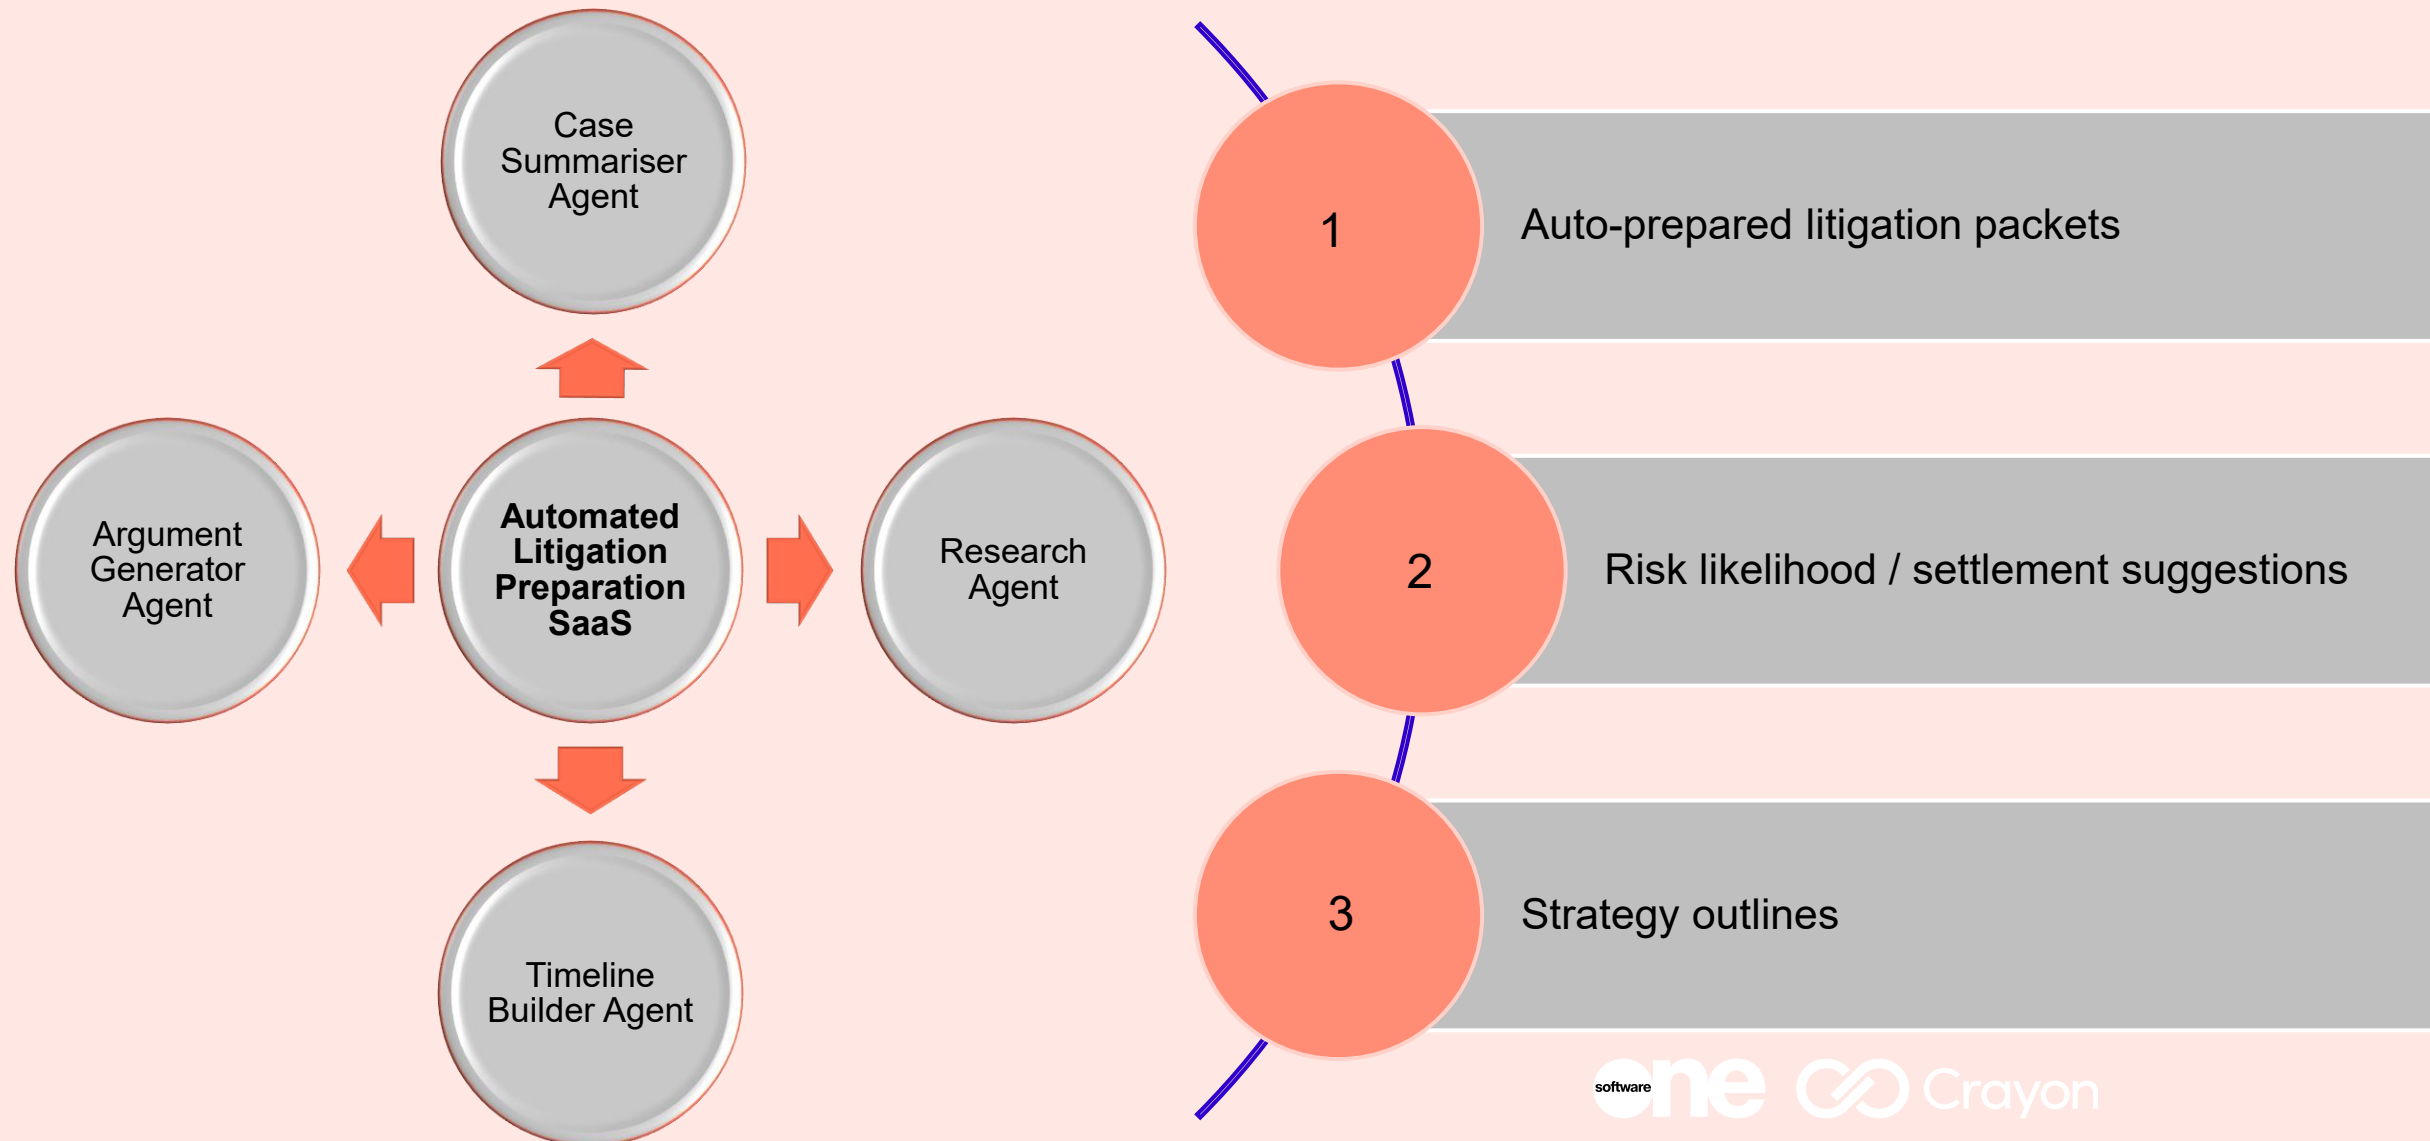 Case
Summariser
Agent
Argument
Generator
Agent
Automated
Litigation
Preparation
SaaS
Research
Agent
Timeline
Builder Agent
1
Auto-prepared litigation packets
2
Risk likelihood / settlement suggestions
3
Strategy outlines
software one
Crayon